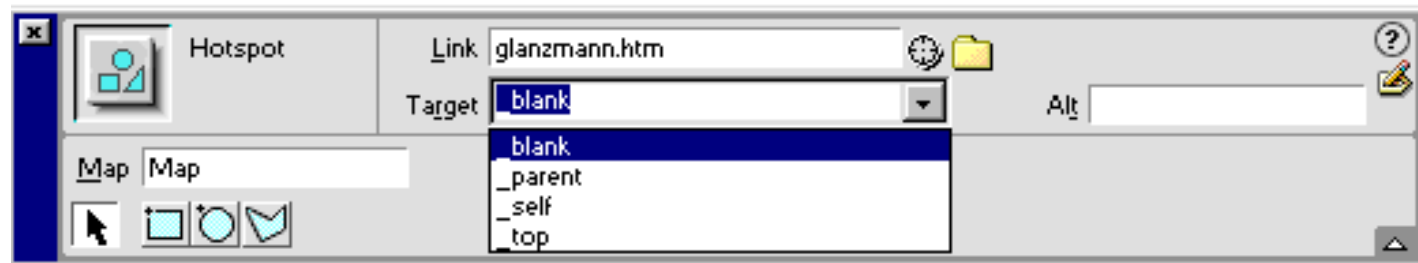 Hotspot
Link glanzmann.htm
Target _blank
Alt
_blank
_parent
_self
_top
Map Map